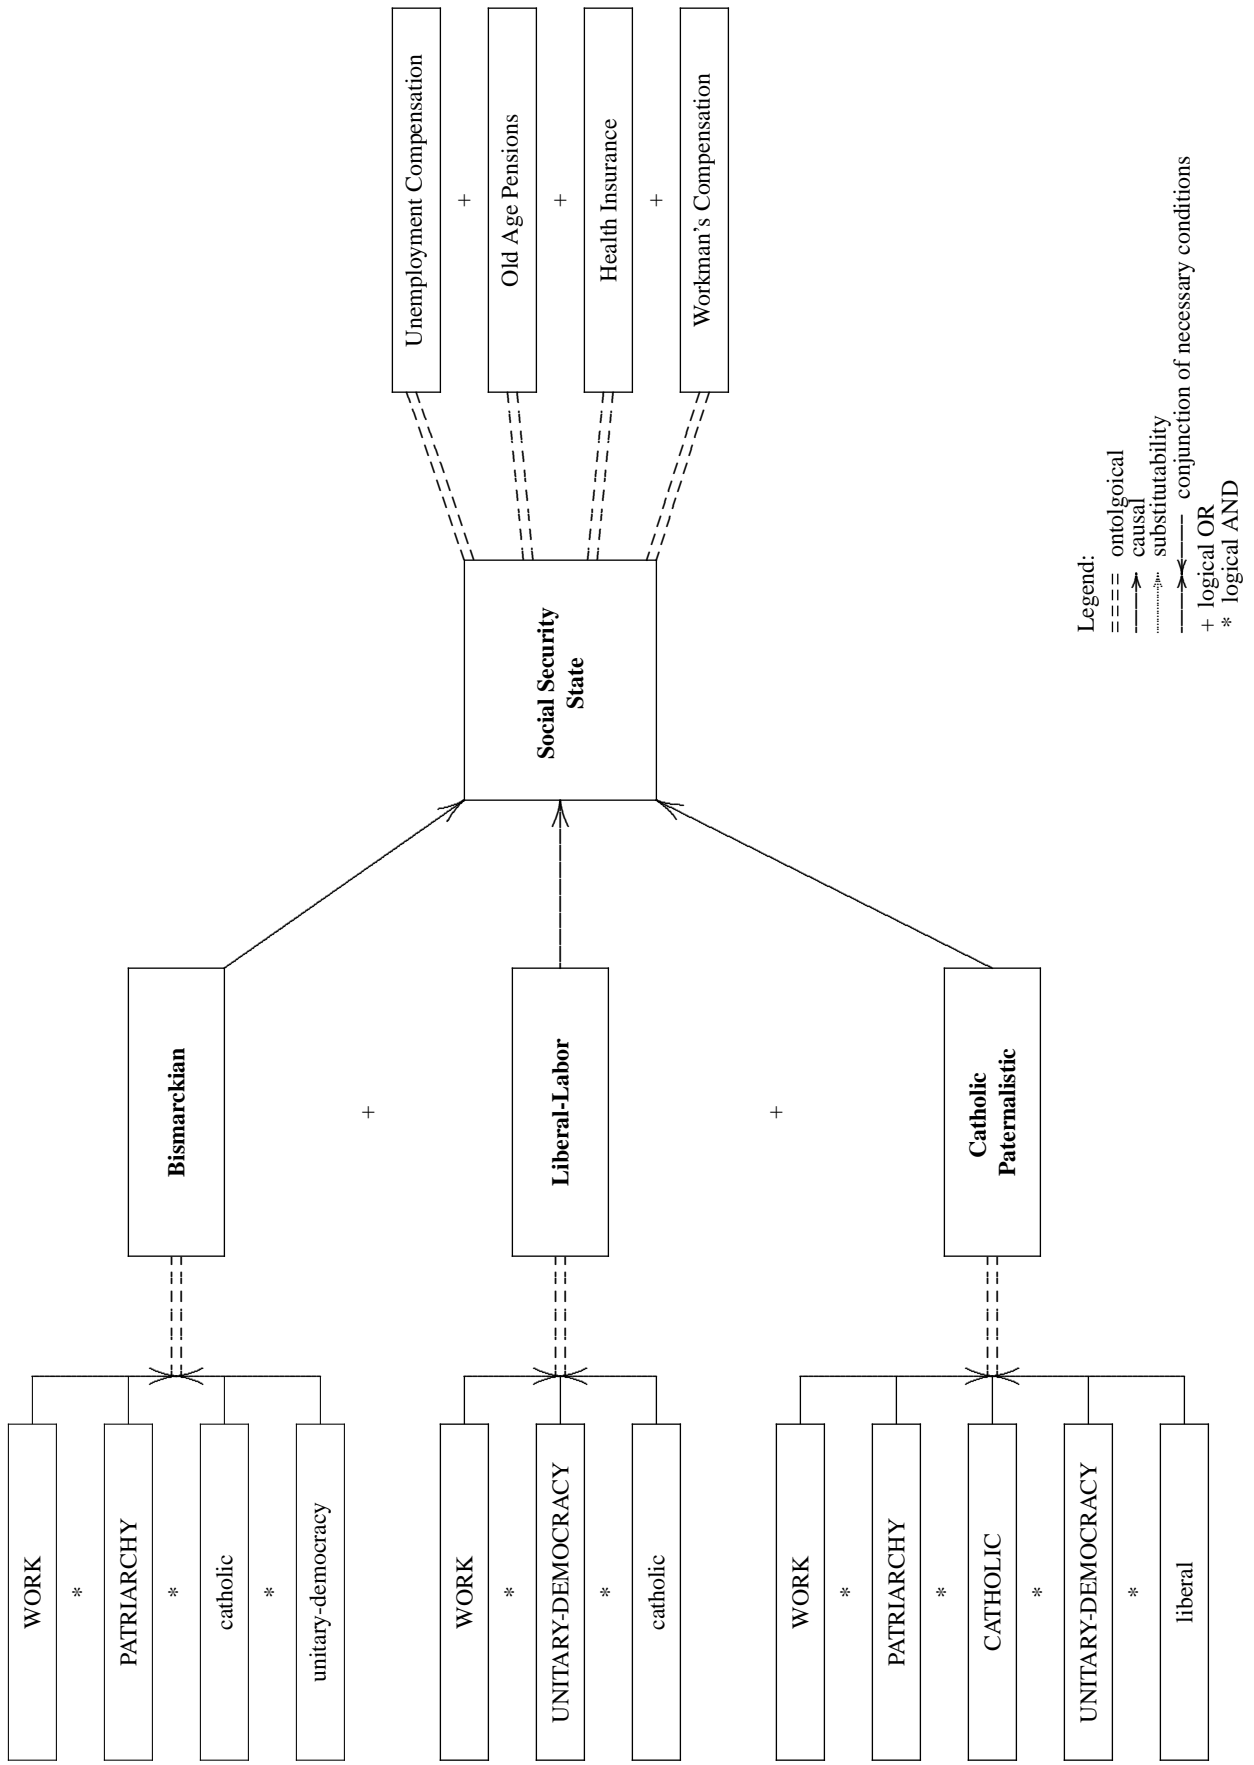 WORK
*
PATRIARCHY
*
catholic
*
unitary-democracy
WORK
*
UNITARY-DEMOCRACY
*
catholic
WORK
*
PATRIARCHY
*
CATHOLIC
*
UNITARY-DEMOCRACY
*
liberal
Bismarckian
+
Liberal-Labor
+
Catholic
Paternalistic
Social Security
State
Unemployment Compensation
+
Old Age Pensions
+
Health Insurance
+
Workman's Compensation
Legend:
==== ontolgoical
causal
substitutability
conjunction of necessary conditions
+ logical OR
* logical AND